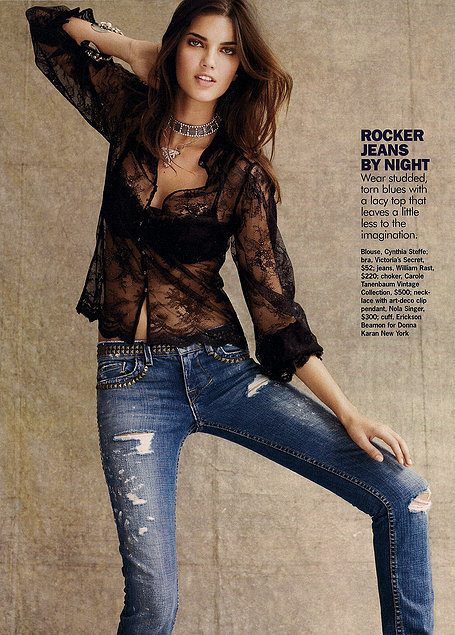 ROCKER
JEANS
BY NIGHT
Wear studded,
torn blues with
a lacy top that
leaves a little
less to the
imagination.
Blouse, Cynthia Steffe;
bra, Victoria's Secret,
$52; jeans, William Rast,
$220; choker, Carole
Tanenbaum Vintage
Collection, $500; neck-
lace with art-deco clip
pendant, Nola Singer,
$300; cuff, Erickson
Beamon for Donna
Karan New York